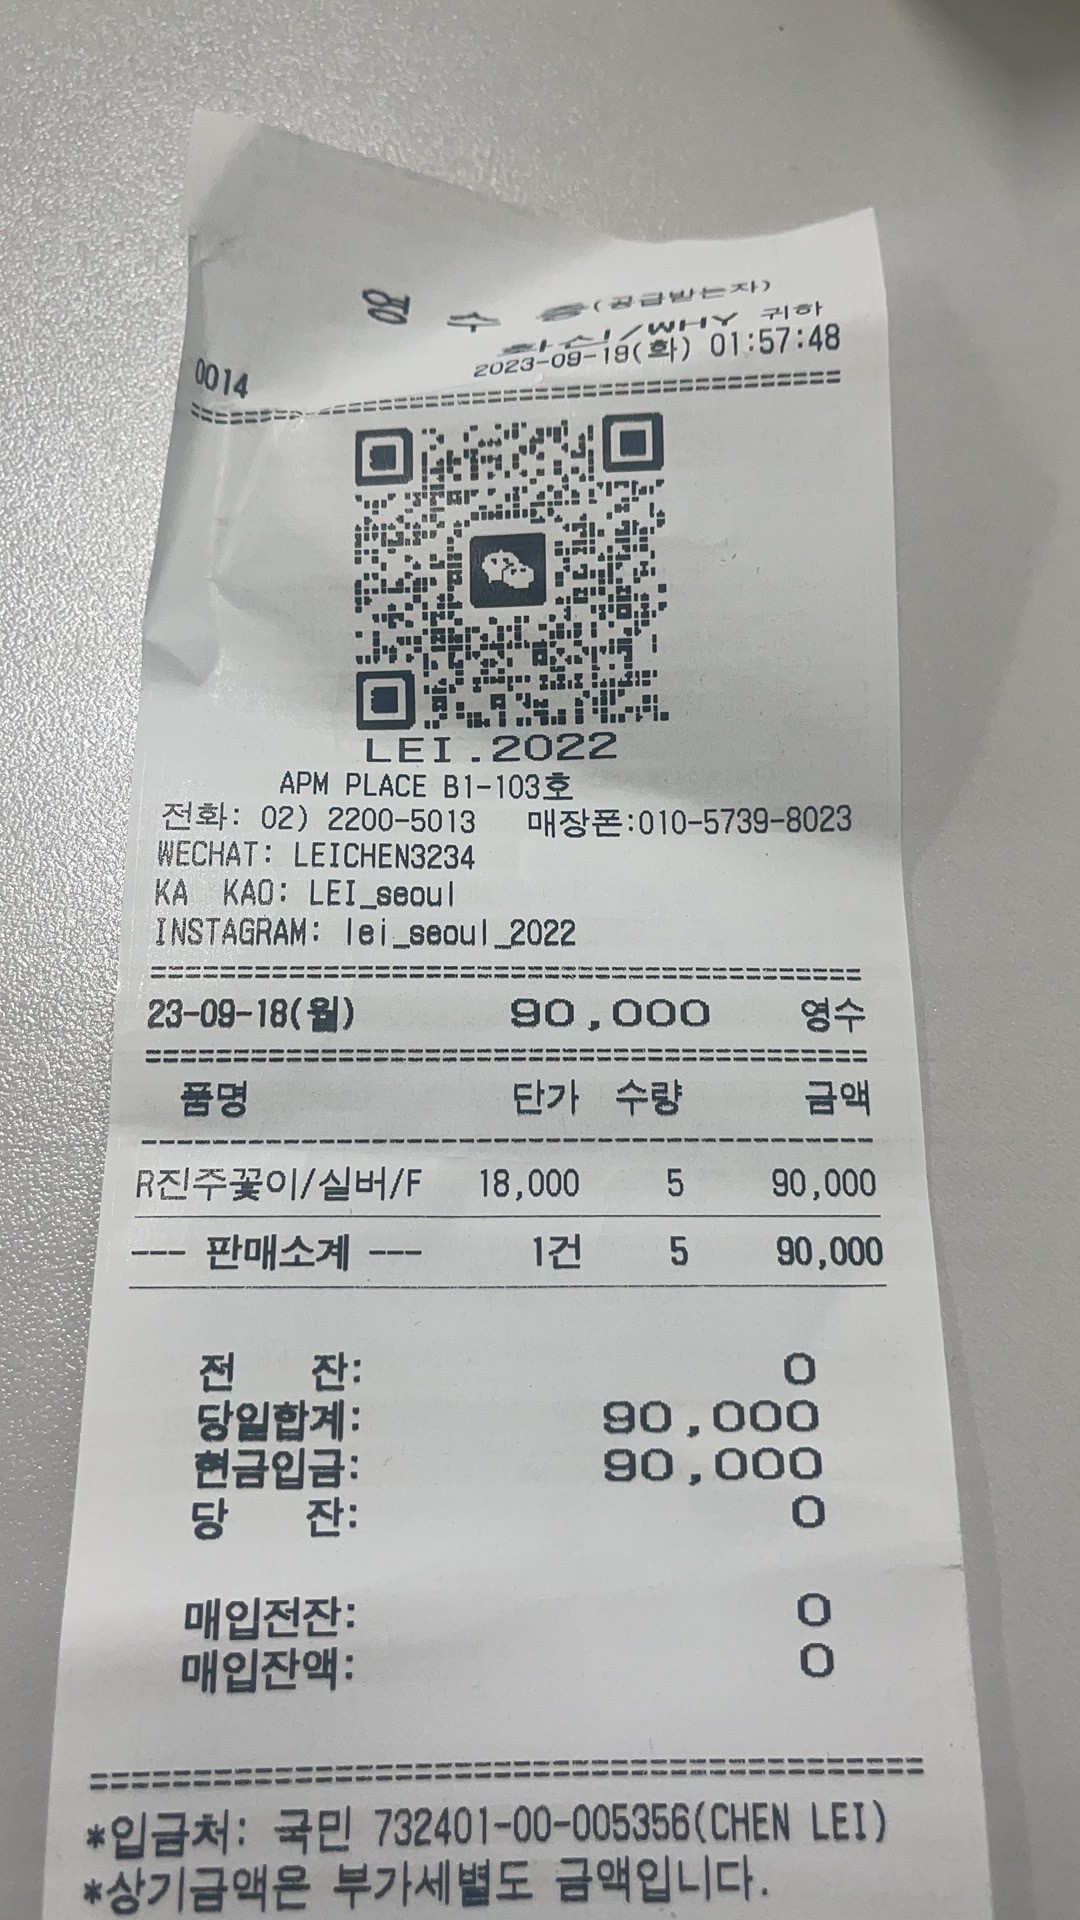 영 수 증(공급받는자)
화신/WHY 귀하
0014 2023-09-19(화) 01:57:48
LEI.2022
APM PLACE B1-103호
전화: 02) 2200-5013 매장폰:010-5739-8023
WECHAT: LEICHEN3234
KA KAO: LEI_seoul
INSTAGRAM: lei_seoul_2022
23-09-18(월) 90,000 영수
품명 단가 수량 금액
R진주꽃이/실버/F 18,000 5 90,000
--- 판매소계 --- 1건 5 90,000
전 잔: 0
당일합계: 90,000
현금입금: 90,000
당 잔: 0
매입전잔: 0
매입잔액: 0
*입금처: 국민 732401-00-005356(CHEN LEI)
*상기금액은 부가세별도 금액입니다.